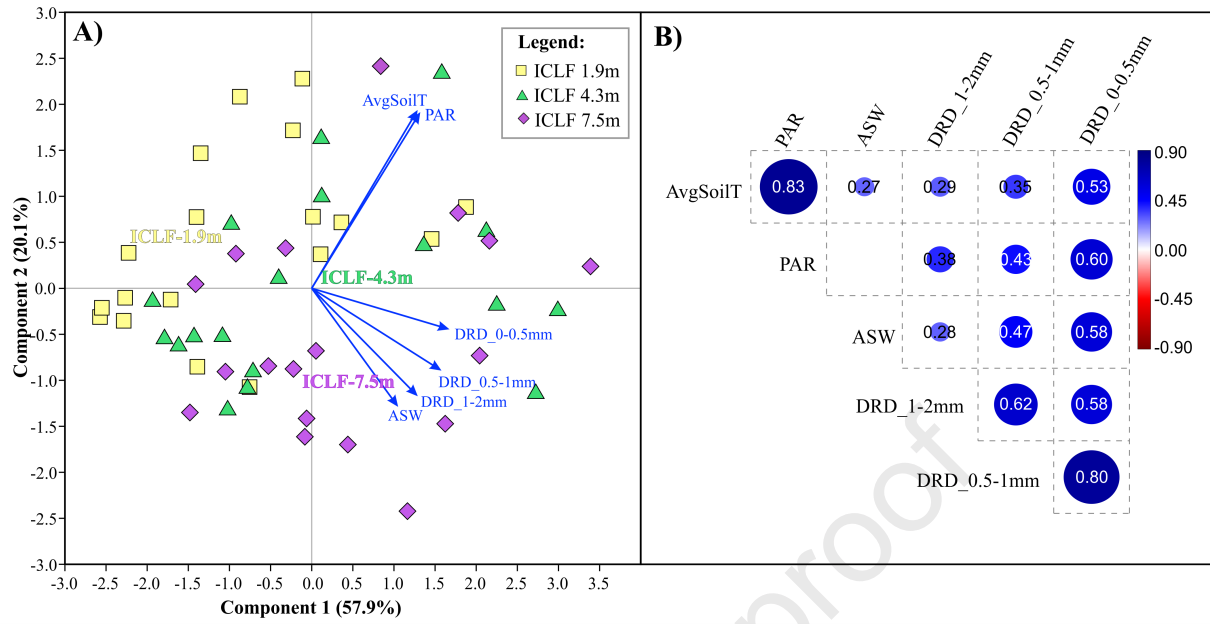 A)
Legend:
ICLF 1.9m
ICLF 4.3m
ICLF 7.5m
AvgSoilT
PAR
ICLF-1.9m
ICLF-4.3m
DRD_0-0.5mm
ICLF-7.5m
DRD_0.5-1mm
DRD_1-2mm
ASW
3.0
2.5
2.0
1.5
1.0
0.5
0.0
-0.5
-1.0
-1.5
-2.0
-2.5
-3.0
Component 2 (20.1%)
-3.0 -2.5 -2.0 -1.5 -1.0 -0.5 0.0 0.5 1.0 1.5 2.0 2.5 3.0 3.5
Component 1 (57.9%)
B)
PAR
ASW
DRD_1-2mm
DRD_0.5-1mm
DRD_0-0.5mm
AvgSoilT 0.83 0.27 0.29 0.35 0.53
PAR 0.38 0.43 0.60
ASW 0.28 0.47 0.58
DRD_1-2mm 0.62 0.58
DRD_0.5-1mm 0.80
0.90
0.45
0.00
-0.45
-0.90
proof